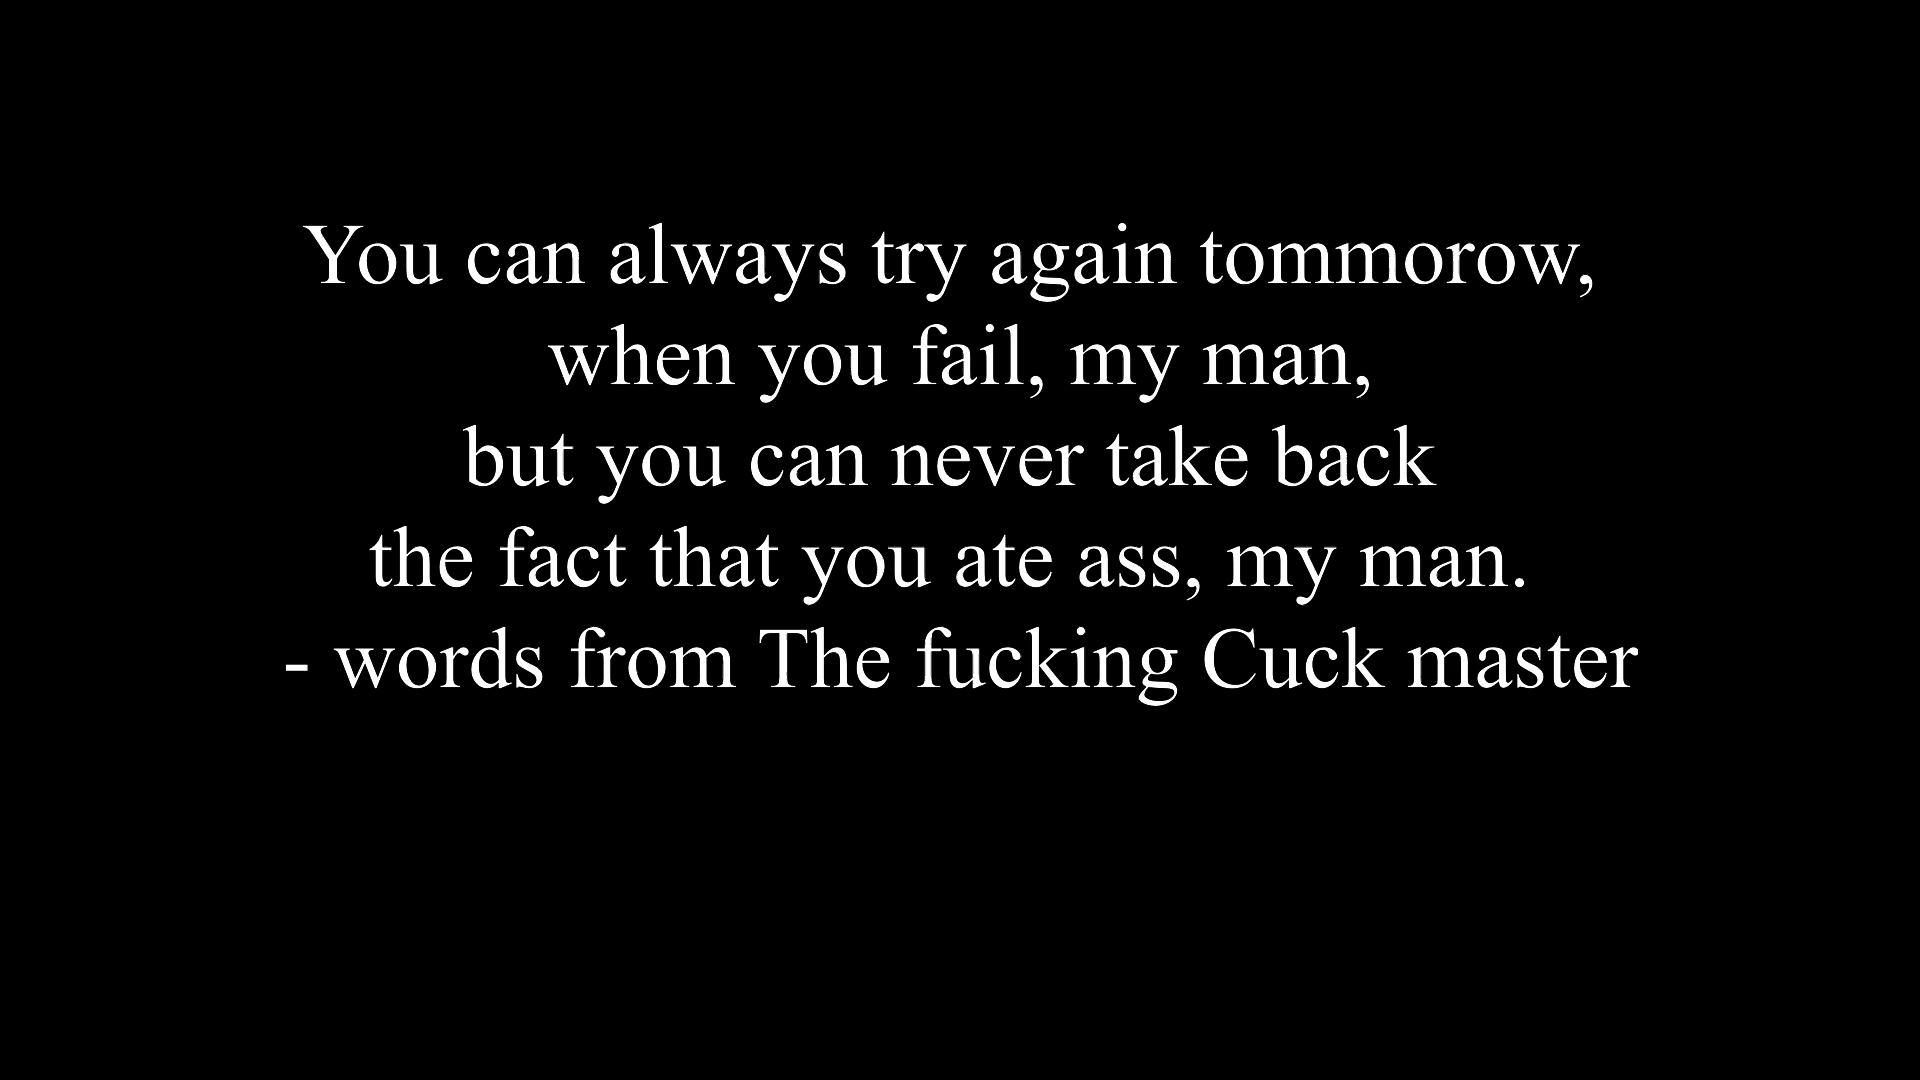 You can always try again tommorow,
when you fail, my man,
but you can never take back
the fact that you ate ass, my man.
- words from The fucking Cuck master